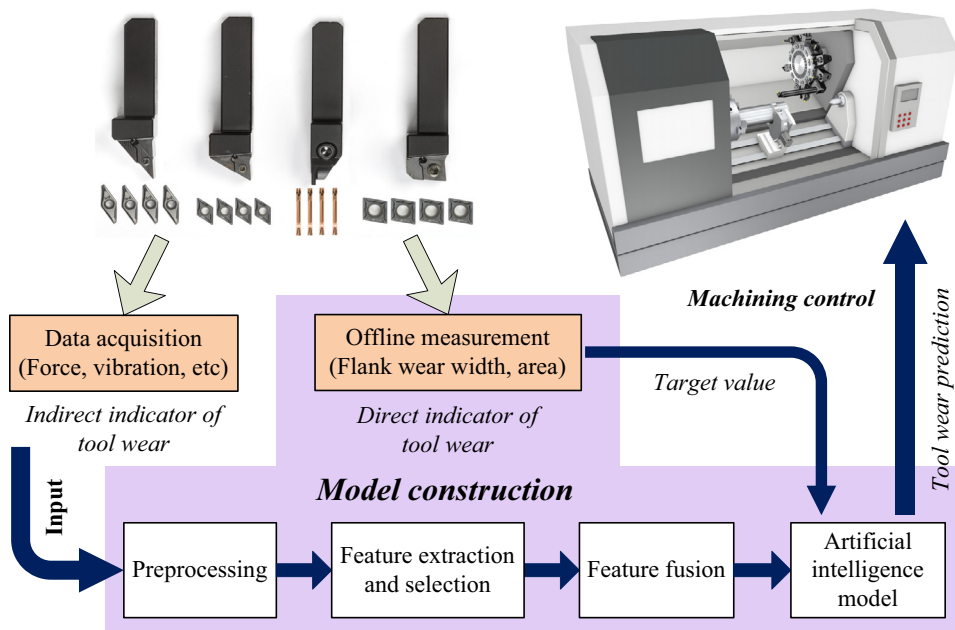 Machining control
Tool wear prediction
Data acquisition
(Force, vibration, etc)
Offline measurement
(Flank wear width, area)
Target value
Indirect indicator of
tool wear
Direct indicator of
tool wear
Input
Model construction
Preprocessing
Feature extraction
and selection
Feature fusion
Artificial
intelligence
model